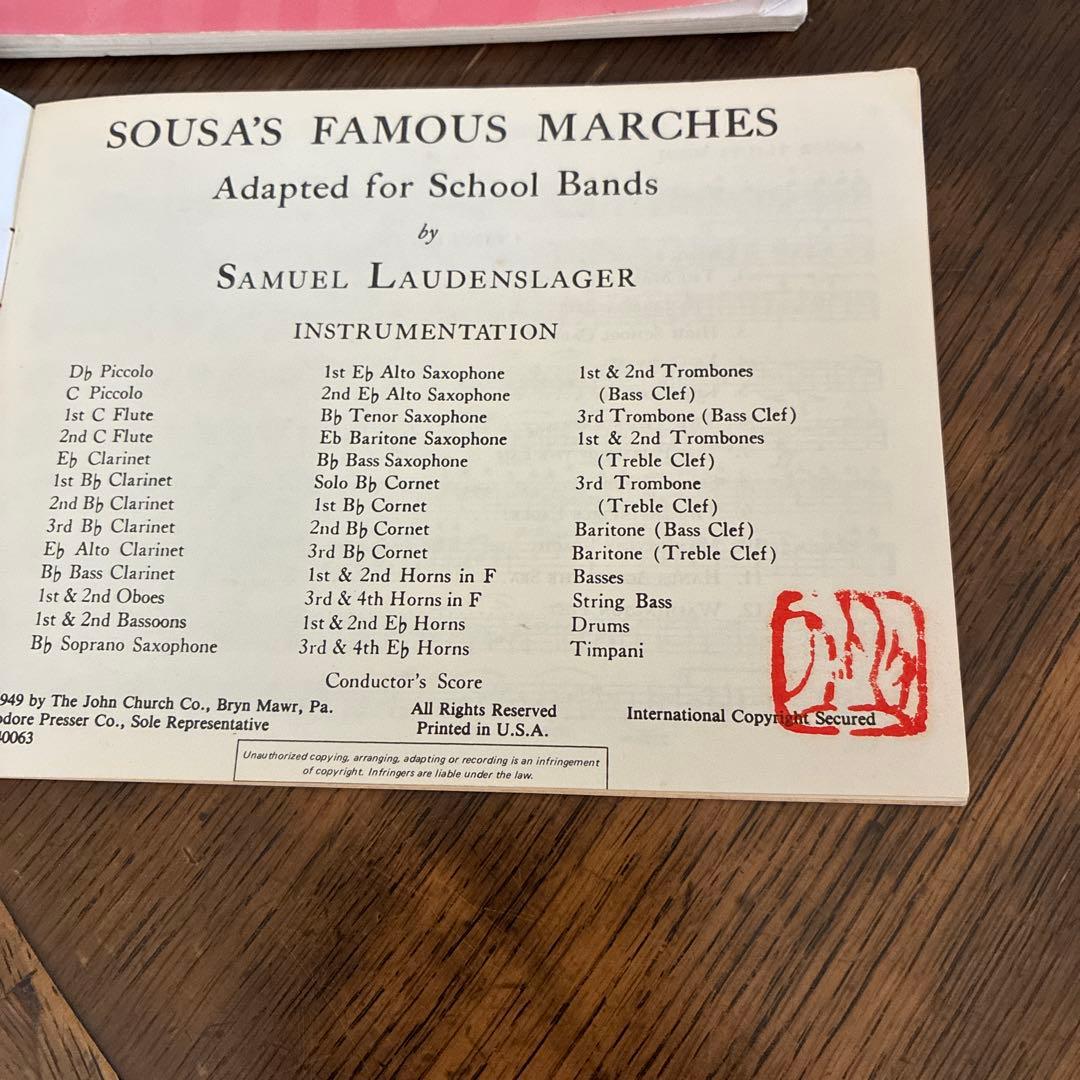 SOUSA'S FAMOUS MARCHES
Adapted for School Bands
by
SAMUEL LAUDENSLAGER
INSTRUMENTATION
D♭ Piccolo
C Piccolo
1st C Flute
2nd C Flute
E♭ Clarinet
1st B♭ Clarinet
2nd B♭ Clarinet
3rd B♭ Clarinet
E♭ Alto Clarinet
B♭ Bass Clarinet
1st & 2nd Oboes
1st & 2nd Bassoons
B♭ Soprano Saxophone
1st E♭ Alto Saxophone
2nd E♭ Alto Saxophone
B♭ Tenor Saxophone
Eb Baritone Saxophone
B♭ Bass Saxophone
Solo B♭ Cornet
1st B♭ Cornet
2nd B♭ Cornet
3rd B♭ Cornet
1st & 2nd Horns in F
3rd & 4th Horns in F
1st & 2nd E♭ Horns
3rd & 4th E♭ Horns
1st & 2nd Trombones
(Bass Clef)
3rd Trombone (Bass Clef)
1st & 2nd Trombones
(Treble Clef)
3rd Trombone
(Treble Clef)
Baritone (Bass Clef)
Baritone (Treble Clef)
Basses
String Bass
Drums
Timpani
Conductor's Score
949 by The John Church Co., Bryn Mawr, Pa.
odore Presser Co., Sole Representative
40063
All Rights Reserved
Printed in U.S.A.
International Copyright Secured
Unauthorized copying, arranging, adapting or recording is an infringement
of copyright. Infringers are liable under the law.